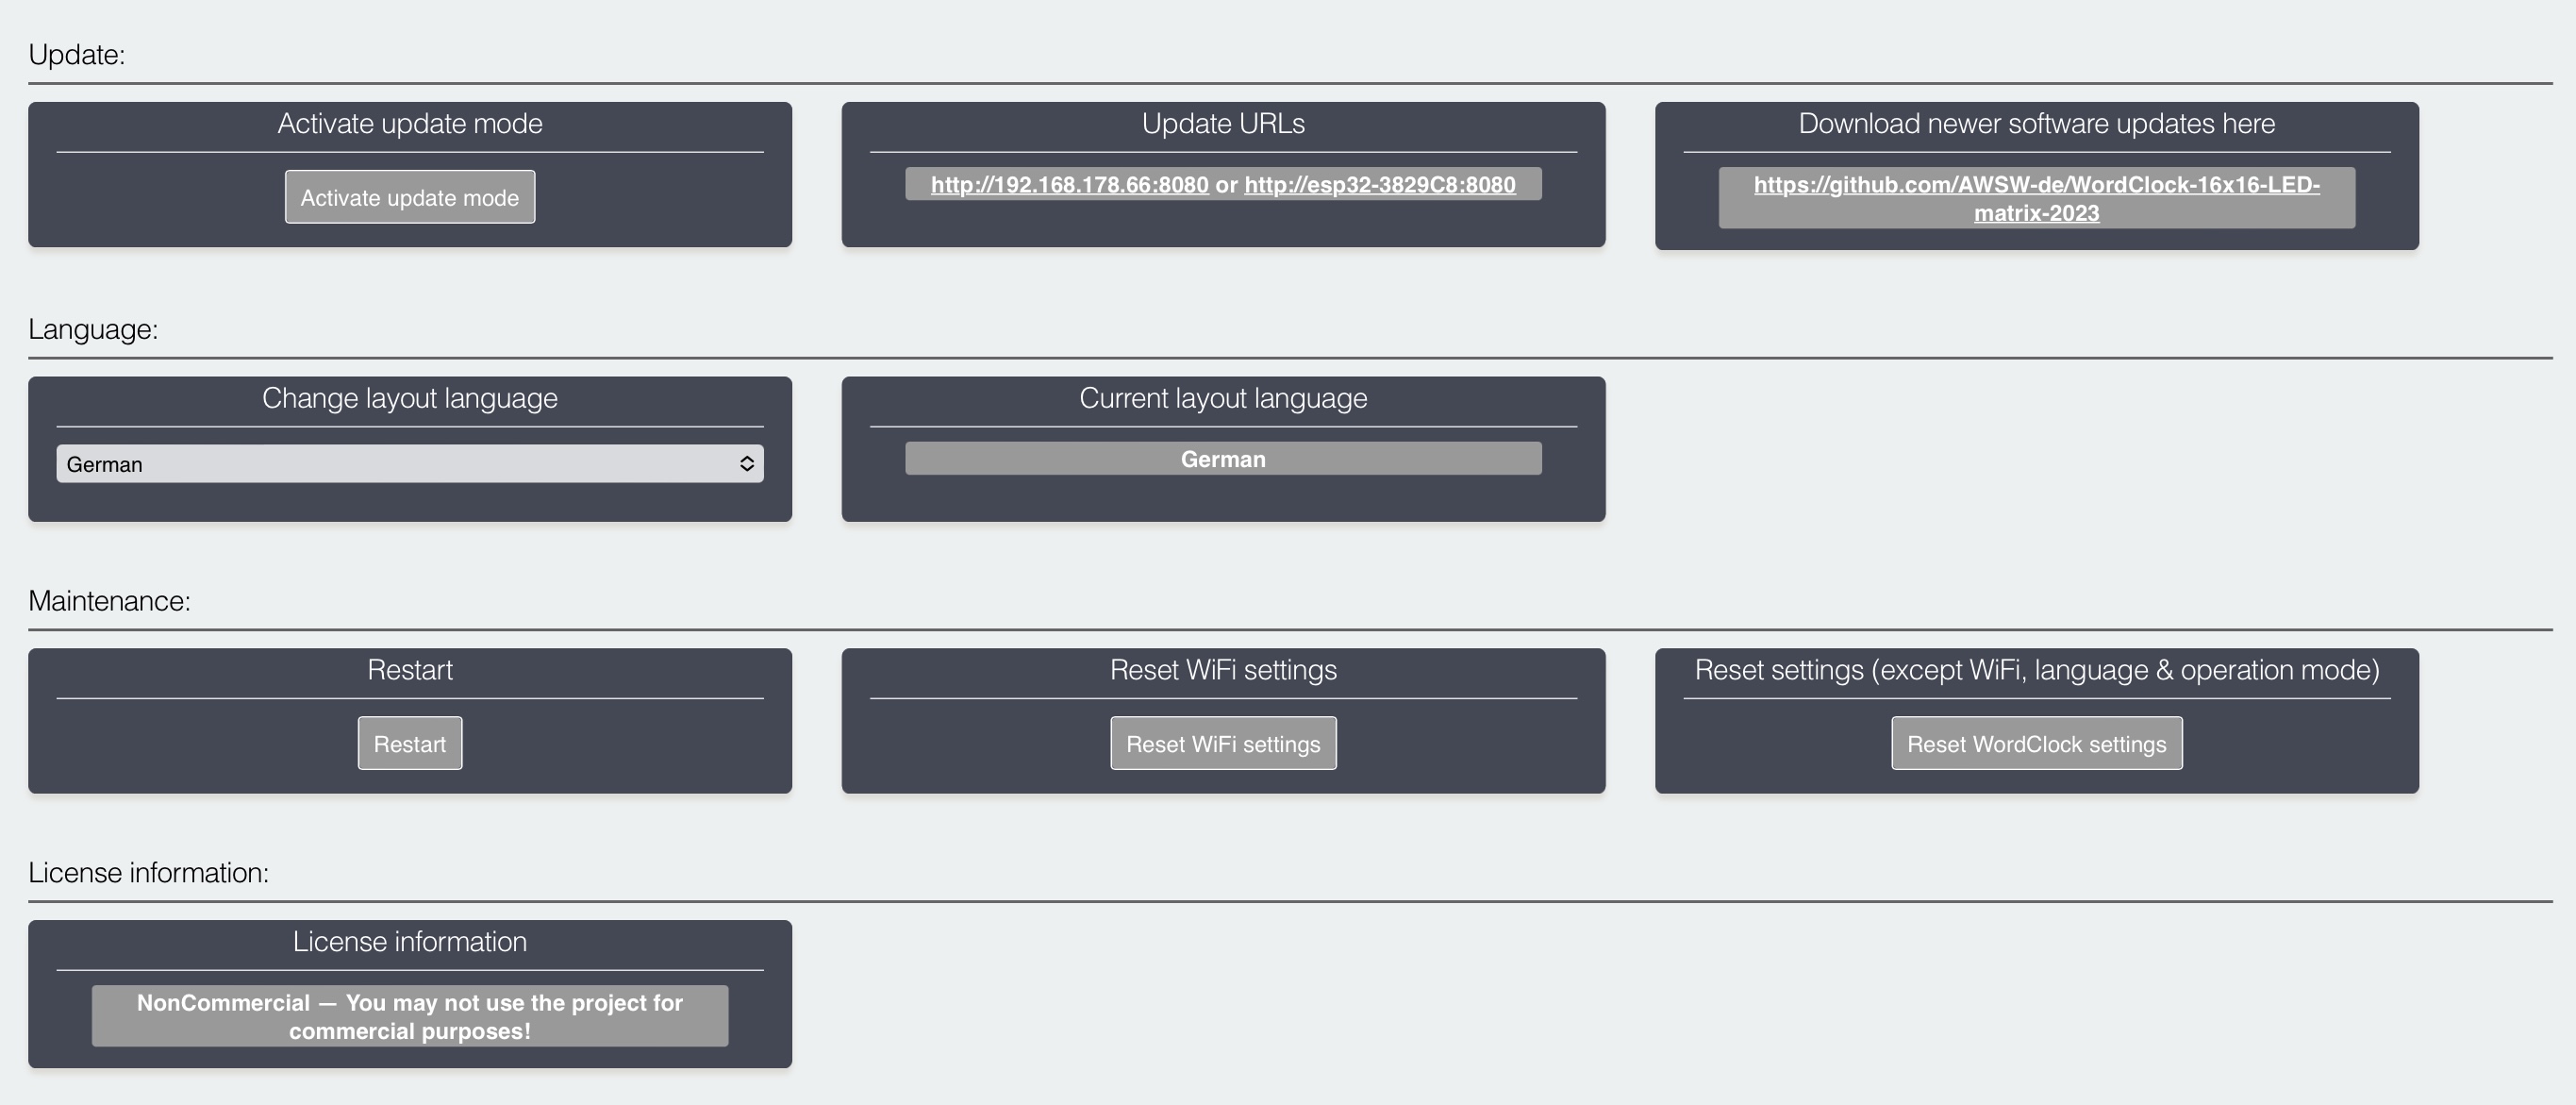 Update:
Activate update mode
Activate update mode
Update URLs
http://192.168.178.66:8080 or http://esp32-3829C8:8080
Download newer software updates here
https://github.com/AWSW-de/WordClock-16x16-LED-
matrix-2023
Language:
Change layout language
German
Current layout language
German
Maintenance:
Restart
Restart
Reset WiFi settings
Reset WiFi settings
Reset settings (except WiFi, language & operation mode)
Reset WordClock settings
License information:
License information
NonCommercial — You may not use the project for
commercial purposes!